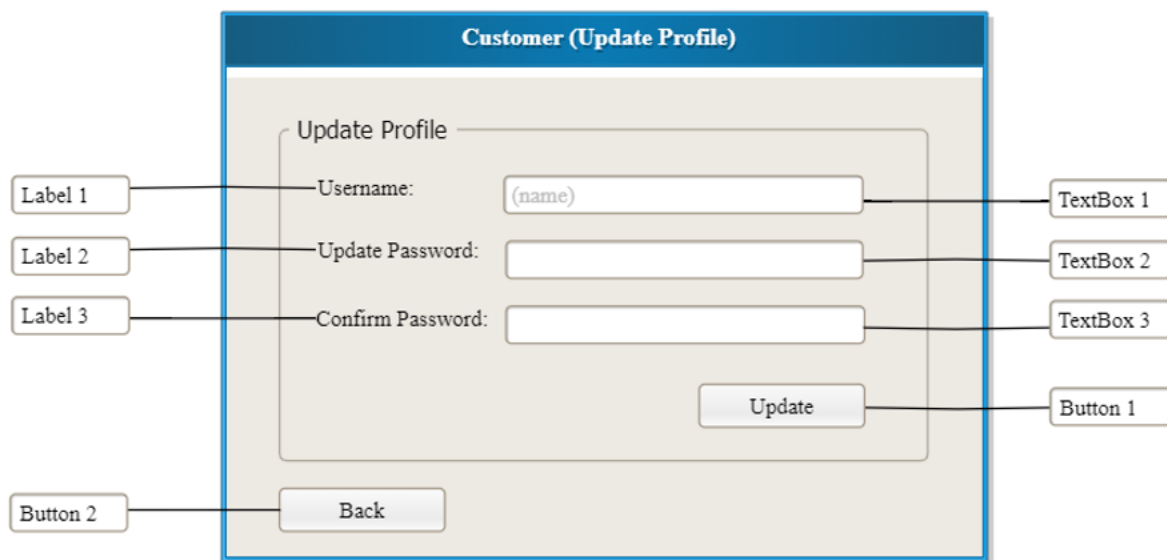 Customer (Update Profile)
Update Profile
Label 1
Username:
(name)
TextBox 1
Label 2
Update Password:
TextBox 2
Label 3
Confirm Password:
TextBox 3
Update
Button 1
Button 2
Back